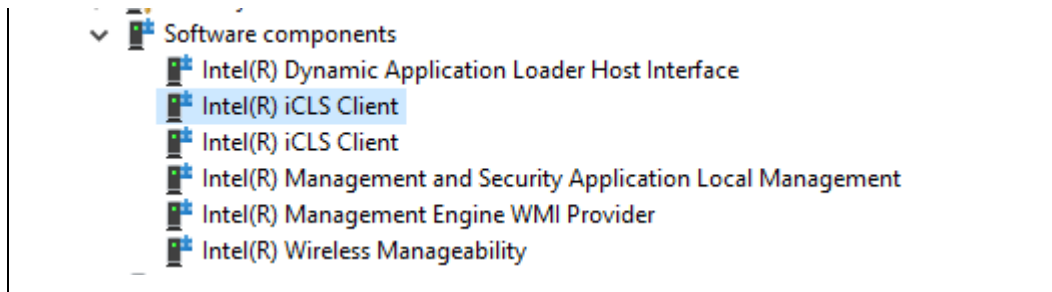 Software components
Intel(R) Dynamic Application Loader Host Interface
Intel(R) iCLS Client
Intel(R) iCLS Client
Intel(R) Management and Security Application Local Management
Intel(R) Management Engine WMI Provider
Intel(R) Wireless Manageability